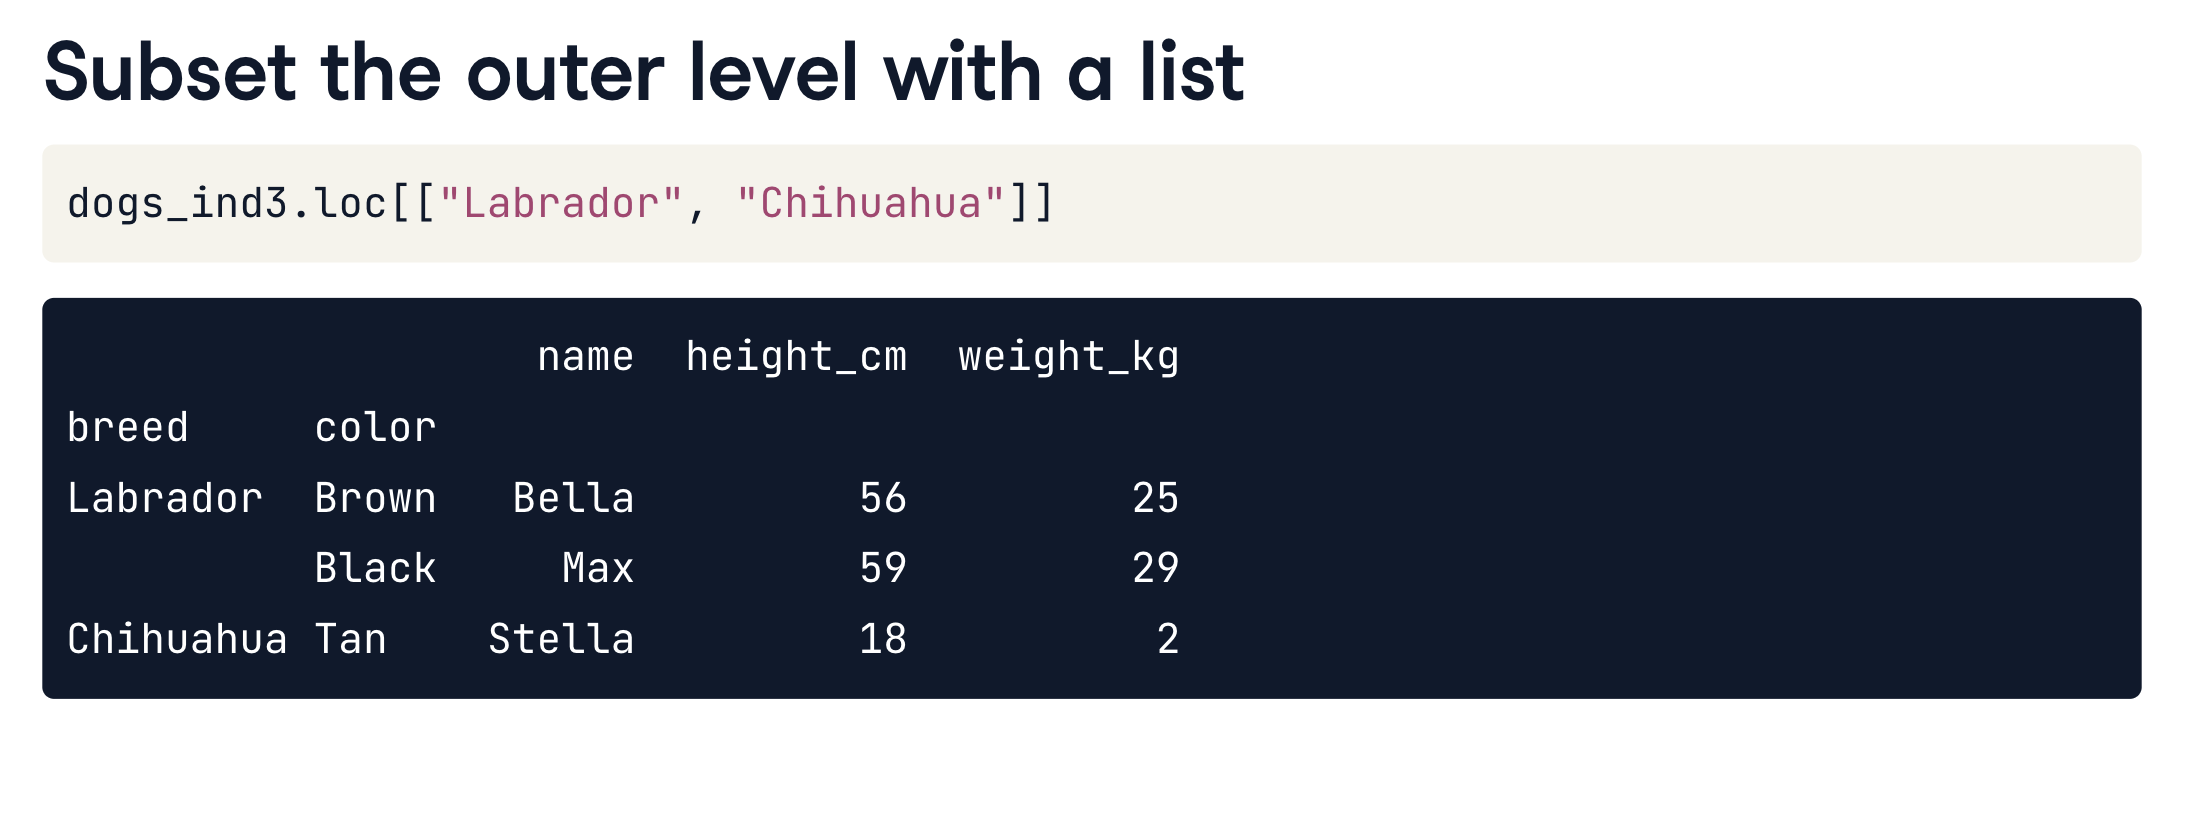 Subset the outer level with a list
dogs_ind3.loc[["Labrador", "Chihuahua"]]
                   name  height_cm  weight_kg
breed     color
Labrador  Brown   Bella         56         25
          Black     Max         59         29
Chihuahua Tan    Stella         18          2